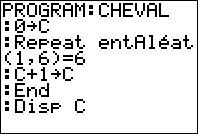 PROGRAM:CHEVAL
:0→C
:Repeat entAléat
(1,6)=6
:C+1→C
:End
:Disp C